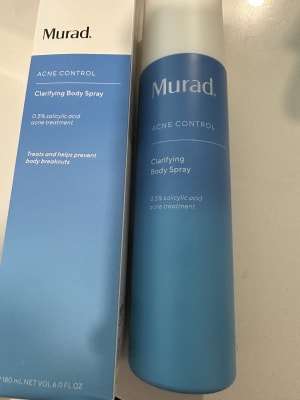 Murad.
ACNE CONTROL
Clarifying Body Spray
0.5% salicylic acid
acne treatment
Treats and helps prevent
body breakouts
180 mL NET VOL 6.0 FL OZ
Murad.
ACNE CONTROL
Clarifying
Body Spray
0.5% salicylic acid
acne treatment